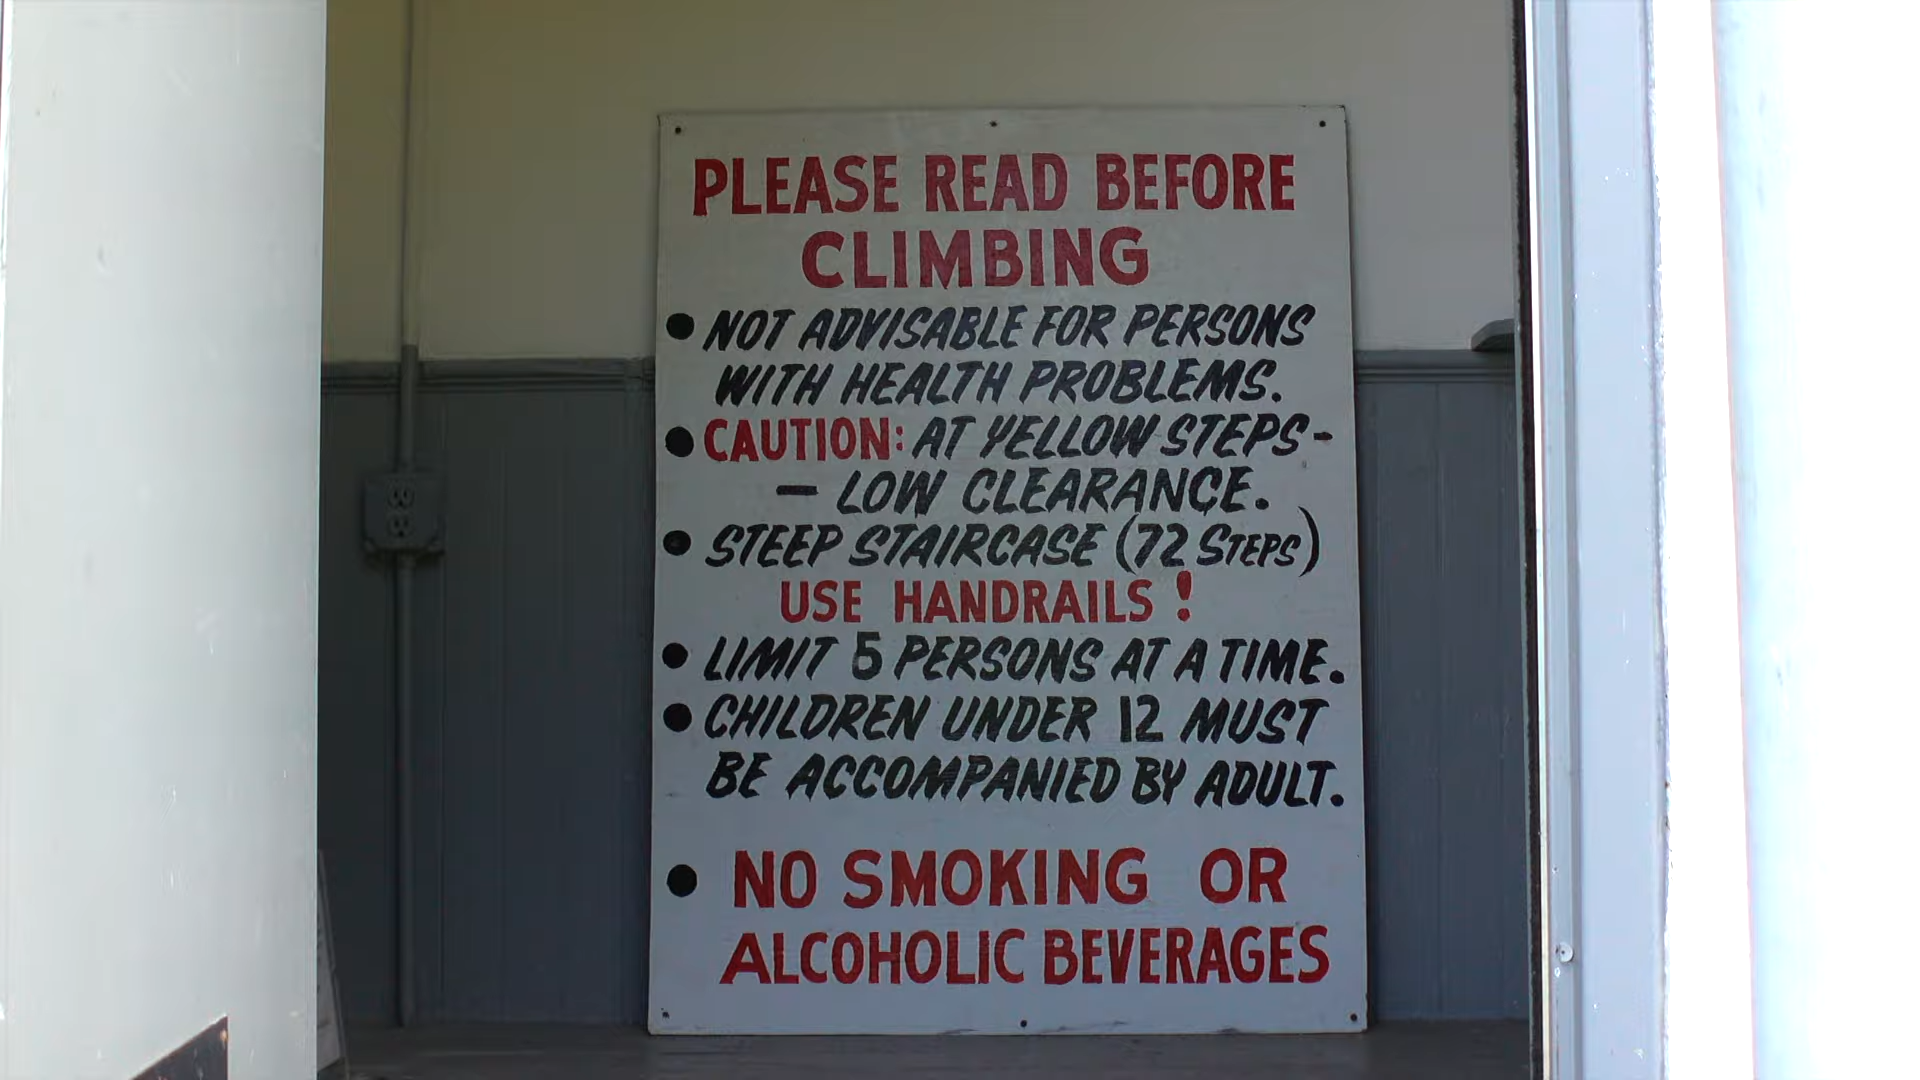 PLEASE READ BEFORE
CLIMBING
● NOT ADVISABLE FOR PERSONS
WITH HEALTH PROBLEMS.
● CAUTION: AT YELLOW STEPS -
— LOW CLEARANCE.
● STEEP STAIRCASE (72 STEPS)
USE HANDRAILS!
● LIMIT 5 PERSONS AT A TIME.
● CHILDREN UNDER 12 MUST
BE ACCOMPANIED BY ADULT.
● NO SMOKING OR
ALCOHOLIC BEVERAGES